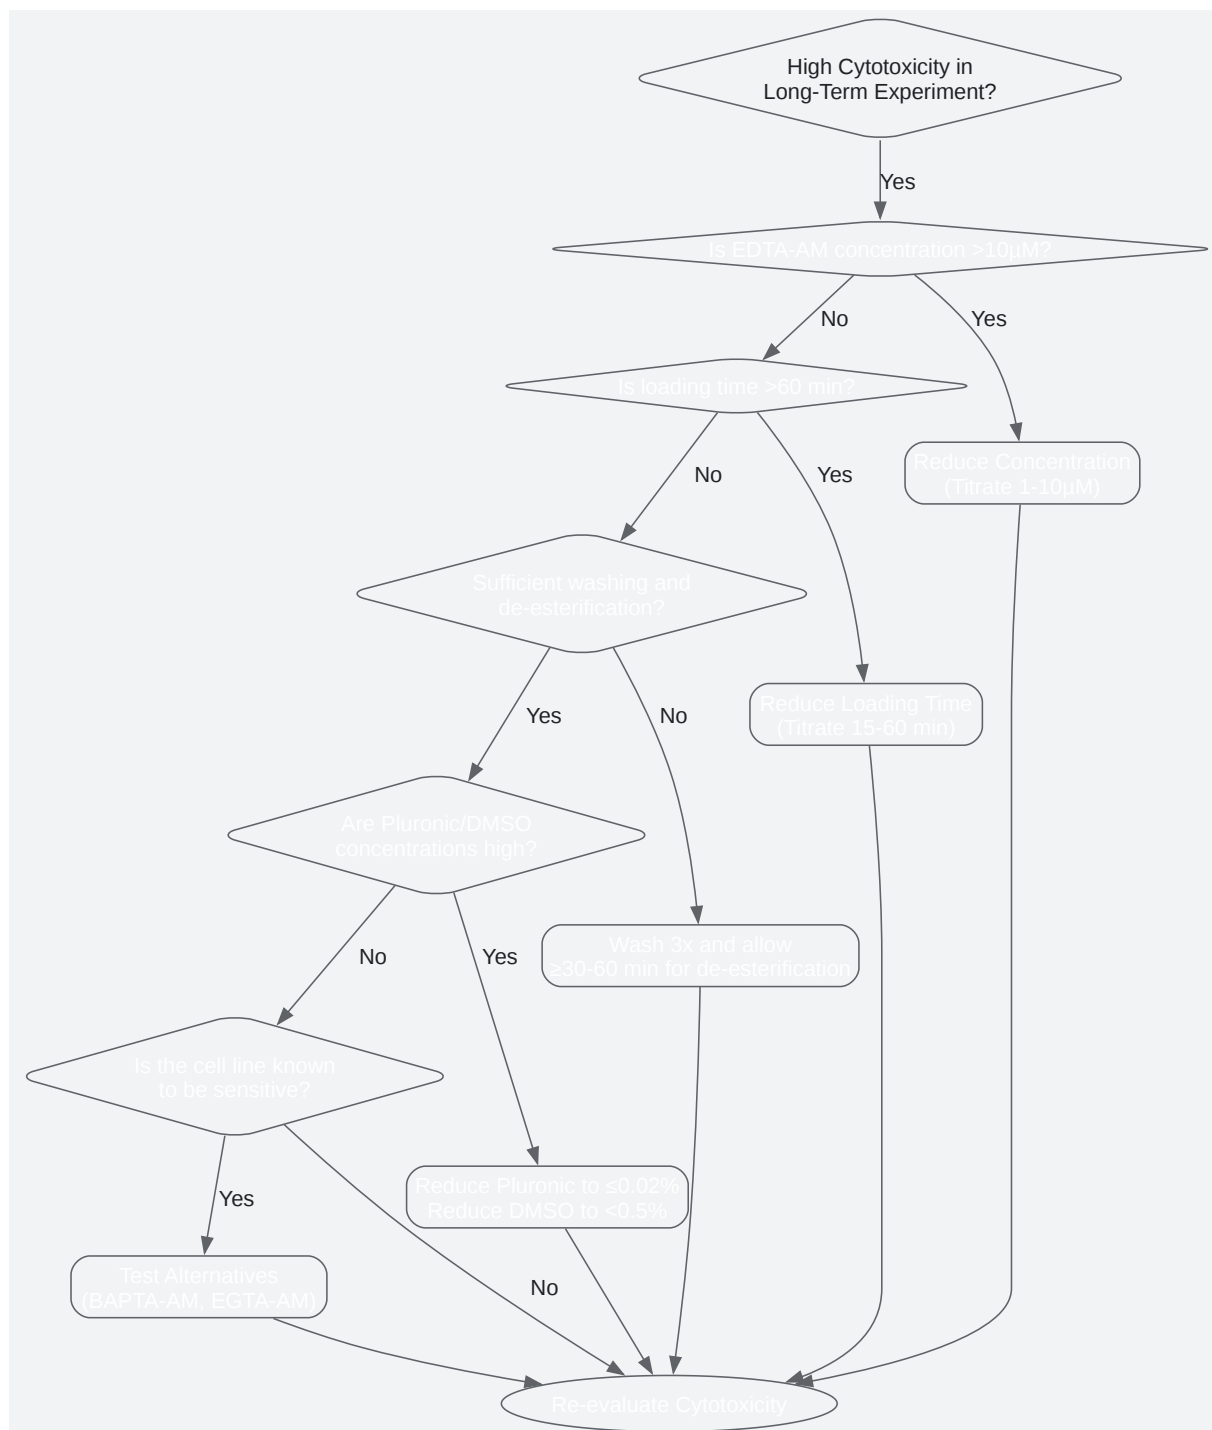 High Cytotoxicity in
Long-Term Experiment?
Yes
Is EDTA-AM concentration >10µM?
No
Yes
Is loading time >60 min?
Reduce Concentration
(Titrate 1-10µM)
No
Yes
Sufficient washing and
de-esterification?
Reduce Loading Time
(Titrate 15-60 min)
Yes
No
Are Pluronic/DMSO
concentrations high?
Wash 3x and allow
≥30-60 min for de-esterification
No
Yes
Is the cell line known
to be sensitive?
Reduce Pluronic to ≤0.02%
Reduce DMSO to <0.5%
Yes
Test Alternatives
(BAPTA-AM, EGTA-AM)
No
Re-evaluate Cytotoxicity